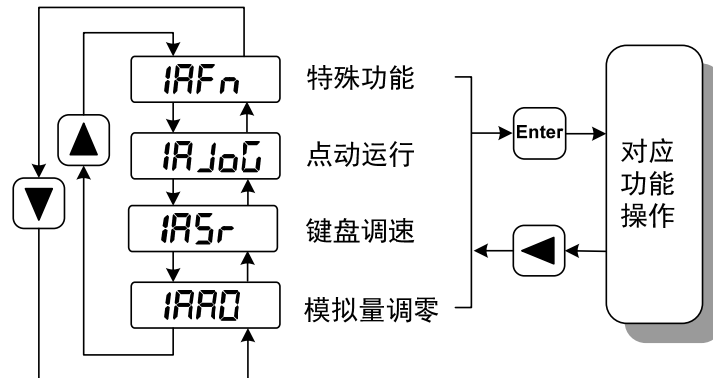 1AFn 特殊功能
1AJoG 点动运行
1ASr 键盘调速
1AAO 模拟量调零
Enter
对应
功能
操作